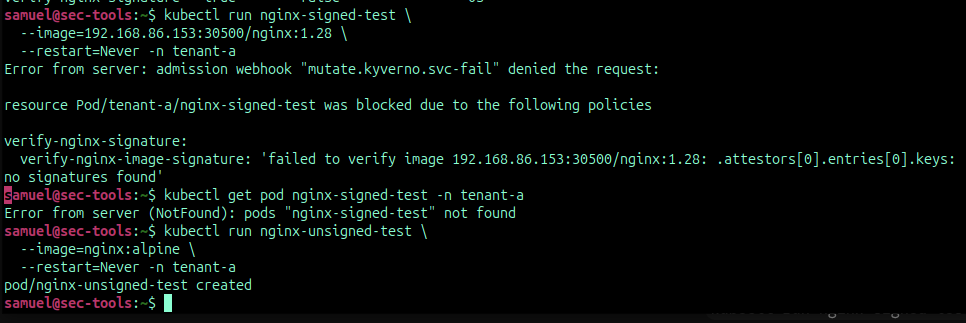 samuel@sec-tools:~$ kubectl run nginx-signed-test \
  --image=192.168.86.153:30500/nginx:1.28 \
  --restart=Never -n tenant-a
Error from server: admission webhook "mutate.kyverno.svc-fail" denied the request:
resource Pod/tenant-a/nginx-signed-test was blocked due to the following policies
verify-nginx-signature:
  verify-nginx-image-signature: 'failed to verify image 192.168.86.153:30500/nginx:1.28: .attestors[0].entries[0].keys:
no signatures found'
samuel@sec-tools:~$ kubectl get pod nginx-signed-test -n tenant-a
Error from server (NotFound): pods "nginx-signed-test" not found
samuel@sec-tools:~$ kubectl run nginx-unsigned-test \
  --image=nginx:alpine \
  --restart=Never -n tenant-a
pod/nginx-unsigned-test created
samuel@sec-tools:~$